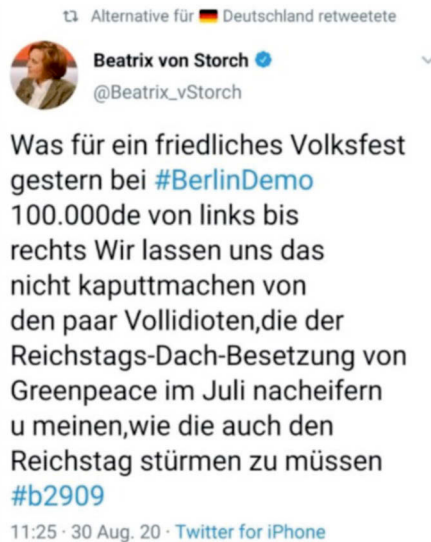 Alternative für 🇩🇪 Deutschland retweetete
Beatrix von Storch
@Beatrix_vStorch
Was für ein friedliches Volksfest
gestern bei #BerlinDemo
100.000de von links bis
rechts Wir lassen uns das
nicht kaputtmachen von
den paar Vollidioten,die der
Reichstags-Dach-Besetzung von
Greenpeace im Juli nacheifern
u meinen,wie die auch den
Reichstag stürmen zu müssen
#b2909
11:25 · 30 Aug. 20 · Twitter for iPhone